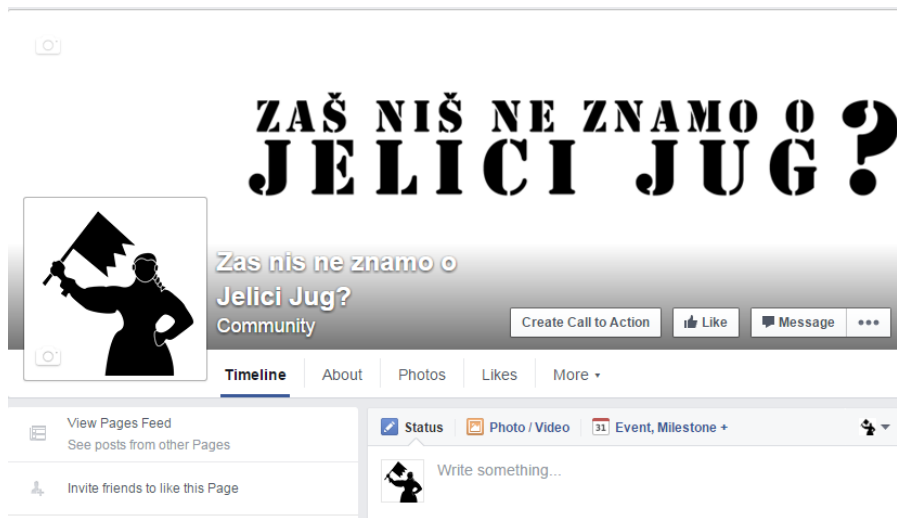 ZAŠ NIŠ NE ZNAMO O
JELICI JUG?
Zas nis ne znamo o
Jelici Jug?
Community
Create Call to Action
Like
Message
Timeline
About
Photos
Likes
More
View Pages Feed
See posts from other Pages
Invite friends to like this Page
Status
Photo / Video
31
Event, Milestone +
Write something...